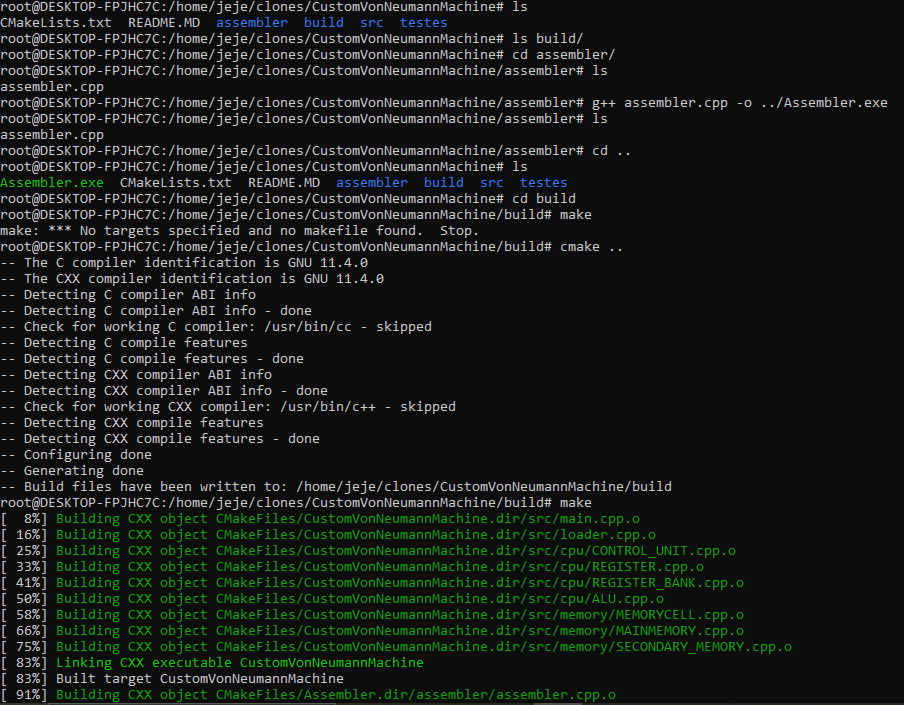 root@DESKTOP-FPJHC7C:/home/jeje/clones/CustomVonNeumannMachine# ls
CMakeLists.txt  README.MD  assembler  build  src  testes
root@DESKTOP-FPJHC7C:/home/jeje/clones/CustomVonNeumannMachine# ls build/
root@DESKTOP-FPJHC7C:/home/jeje/clones/CustomVonNeumannMachine# cd assembler/
root@DESKTOP-FPJHC7C:/home/jeje/clones/CustomVonNeumannMachine/assembler# ls
assembler.cpp
root@DESKTOP-FPJHC7C:/home/jeje/clones/CustomVonNeumannMachine/assembler# g++ assembler.cpp -o ../Assembler.exe
root@DESKTOP-FPJHC7C:/home/jeje/clones/CustomVonNeumannMachine/assembler# ls
assembler.cpp
root@DESKTOP-FPJHC7C:/home/jeje/clones/CustomVonNeumannMachine/assembler# cd ..
root@DESKTOP-FPJHC7C:/home/jeje/clones/CustomVonNeumannMachine# ls
Assembler.exe  CMakeLists.txt  README.MD  assembler  build  src  testes
root@DESKTOP-FPJHC7C:/home/jeje/clones/CustomVonNeumannMachine# cd build
root@DESKTOP-FPJHC7C:/home/jeje/clones/CustomVonNeumannMachine/build# make
make: *** No targets specified and no makefile found.  Stop.
root@DESKTOP-FPJHC7C:/home/jeje/clones/CustomVonNeumannMachine/build# cmake ..
-- The C compiler identification is GNU 11.4.0
-- The CXX compiler identification is GNU 11.4.0
-- Detecting C compiler ABI info
-- Detecting C compiler ABI info - done
-- Check for working C compiler: /usr/bin/cc - skipped
-- Detecting C compile features
-- Detecting C compile features - done
-- Detecting CXX compiler ABI info
-- Detecting CXX compiler ABI info - done
-- Check for working CXX compiler: /usr/bin/c++ - skipped
-- Detecting CXX compile features
-- Detecting CXX compile features - done
-- Configuring done
-- Generating done
-- Build files have been written to: /home/jeje/clones/CustomVonNeumannMachine/build
root@DESKTOP-FPJHC7C:/home/jeje/clones/CustomVonNeumannMachine/build# make
[  8%] Building CXX object CMakeFiles/CustomVonNeumannMachine.dir/src/main.cpp.o
[ 16%] Building CXX object CMakeFiles/CustomVonNeumannMachine.dir/src/loader.cpp.o
[ 25%] Building CXX object CMakeFiles/CustomVonNeumannMachine.dir/src/cpu/CONTROL_UNIT.cpp.o
[ 33%] Building CXX object CMakeFiles/CustomVonNeumannMachine.dir/src/cpu/REGISTER.cpp.o
[ 41%] Building CXX object CMakeFiles/CustomVonNeumannMachine.dir/src/cpu/REGISTER_BANK.cpp.o
[ 50%] Building CXX object CMakeFiles/CustomVonNeumannMachine.dir/src/cpu/ALU.cpp.o
[ 58%] Building CXX object CMakeFiles/CustomVonNeumannMachine.dir/src/memory/MEMORYCELL.cpp.o
[ 66%] Building CXX object CMakeFiles/CustomVonNeumannMachine.dir/src/memory/MAINMEMORY.cpp.o
[ 75%] Building CXX object CMakeFiles/CustomVonNeumannMachine.dir/src/memory/SECONDARY_MEMORY.cpp.o
[ 83%] Linking CXX executable CustomVonNeumannMachine
[ 83%] Built target CustomVonNeumannMachine
[ 91%] Building CXX object CMakeFiles/Assembler.dir/assembler/assembler.cpp.o